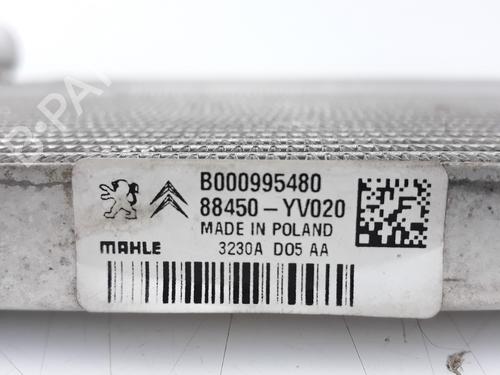 B000995480
88450-YV020
MADE IN POLAND
MAHLE 3230A D05 AA